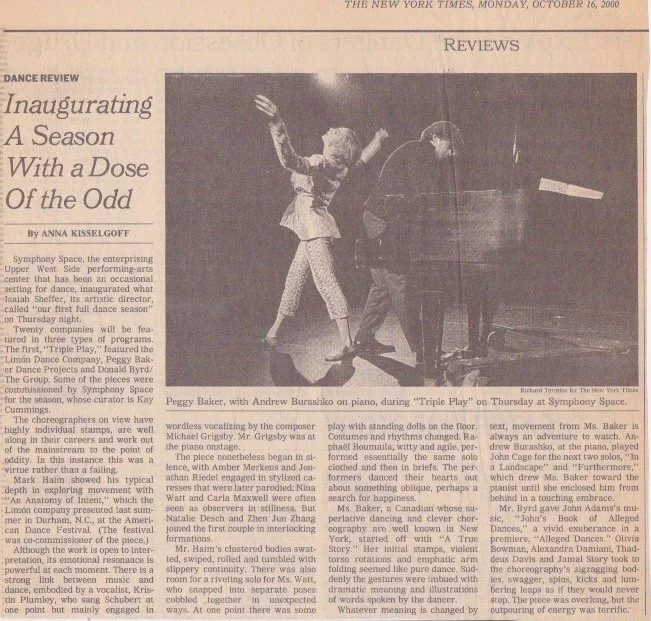 THE NEW YORK TIMES, MONDAY, OCTOBER 16, 2000
REVIEWS
DANCE REVIEW
Inaugurating
A Season
With a Dose
Of the Odd
By ANNA KISSELGOFF
Symphony Space, the enterprising
Upper West Side performing-arts
center that has been an occasional
setting for dance, inaugurated what
Isaiah Sheffer, its artistic director,
called "our first full dance season"
on Thursday night.
Twenty companies will be fea-
tured in three types of programs.
The first, "Triple Play," featured the
Limón Dance Company, Peggy Bak-
er Dance Projects and Donald Byrd/
The Group. Some of the pieces were
commissioned by Symphony Space
for the season, whose curator is Kay
Cummings.
The choreographers on view have
highly individual stamps, are well
along in their careers and work out
of the mainstream to the point of
oddity. In this instance this was a
virtue rather than a failing.
Mark Haim showed his typical
depth in exploring movement with
"An Anatomy of Intent," which the
Limón company presented last sum-
mer in Durham, N.C., at the Ameri-
can Dance Festival. (The festival
was co-commissioner of the piece.)
Although the work is open to inter-
pretation, its emotional resonance is
powerful at each moment. There is a
strong link between music and
dance, embodied by a vocalist, Kris-
tin Plumley, who sang Schubert at
one point but mainly engaged in
Richard Termine for The New York Times
Peggy Baker, with Andrew Burashko on piano, during "Triple Play" on Thursday at Symphony Space.
wordless vocalizing by the composer
Michael Grigsby. Mr. Grigsby was at
the piano onstage.
The piece nonetheless began in si-
lence, with Amber Merkens and Jon-
athan Riedel engaged in stylized ca-
resses that were later parodied. Nina
Watt and Carla Maxwell were often
seen as observers in stillness. But
Natalie Desch and Zhen Jun Zhang
joined the first couple in interlocking
formations.
Mr. Haim's clustered bodies swat-
ted, swiped, rolled and tumbled with
slippery continuity. There was also
room for a riveting solo for Ms. Watt,
who snapped into separate poses
cobbled together in unexpected
ways. At one point there was some
play with standing dolls on the floor.
Costumes and rhythms changed. Ra-
phaël Boumaïla, witty and agile, per-
formed essentially the same solo
clothed and then in briefs. The per-
formers danced their hearts out
about something oblique, perhaps a
search for happiness.
Ms. Baker, a Canadian whose su-
perlative dancing and clever chor-
eography are well known in New
York, started off with "A True
Story." Her initial stamps, violent
torso rotations and emphatic arm
folding seemed like pure dance. Sud-
denly the gestures were imbued with
dramatic meaning and illustrations
of words spoken by the dancer.
Whatever meaning is changed by
text, movement from Ms. Baker is
always an adventure to watch. An-
drew Burashko, at the piano, played
John Cage for the next two solos, "In
a Landscape" and "Furthermore,"
which drew Ms. Baker toward the
pianist until she enclosed him from
behind in a touching embrace.
Mr. Byrd gave John Adams's mu-
sic, "John's Book of Alleged
Dances," a vivid exuberance in a
premiere, "Alleged Dances." Olivia
Bowman, Alexandra Damiani, Thad-
deus Davis and Jamal Story took to
the choreography's zigzagging bod-
ies, swagger, spins, kicks and lum-
bering leaps as if they would never
stop. The piece was overlong, but the
outpouring of energy was terrific.